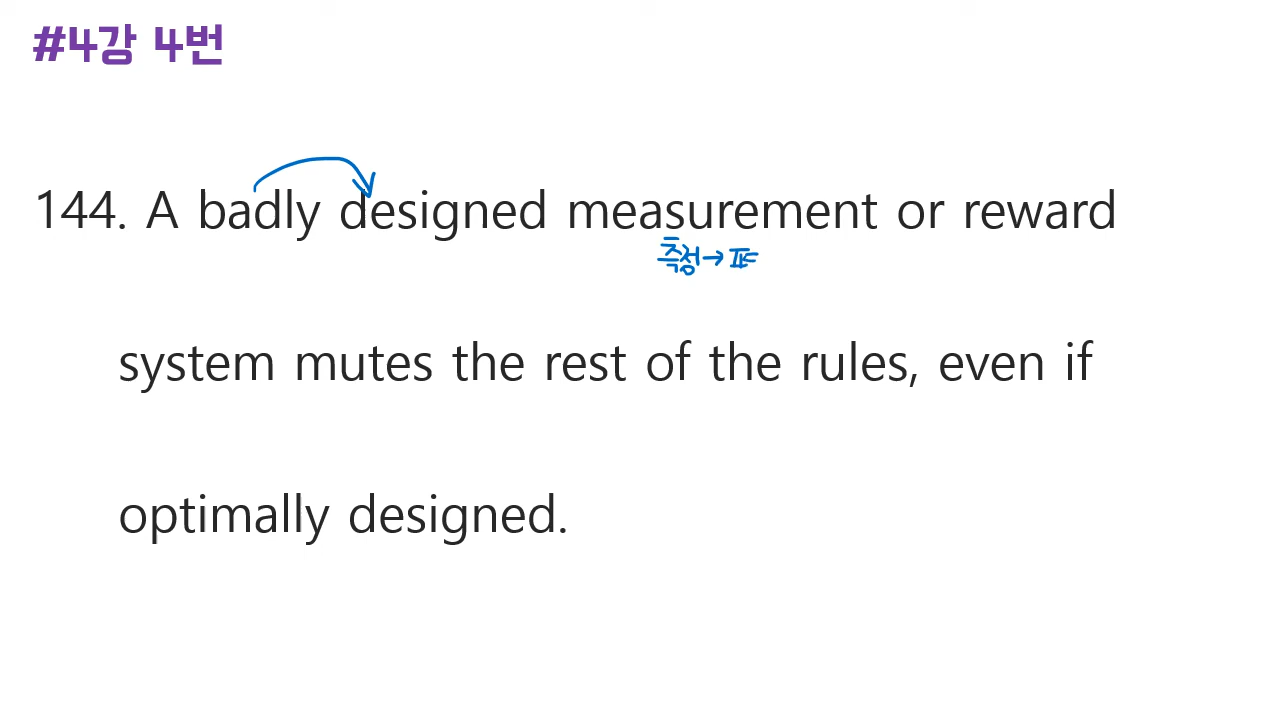 #4강 4번
144. A badly designed measurement or reward
측정→표
system mutes the rest of the rules, even if
optimally designed.